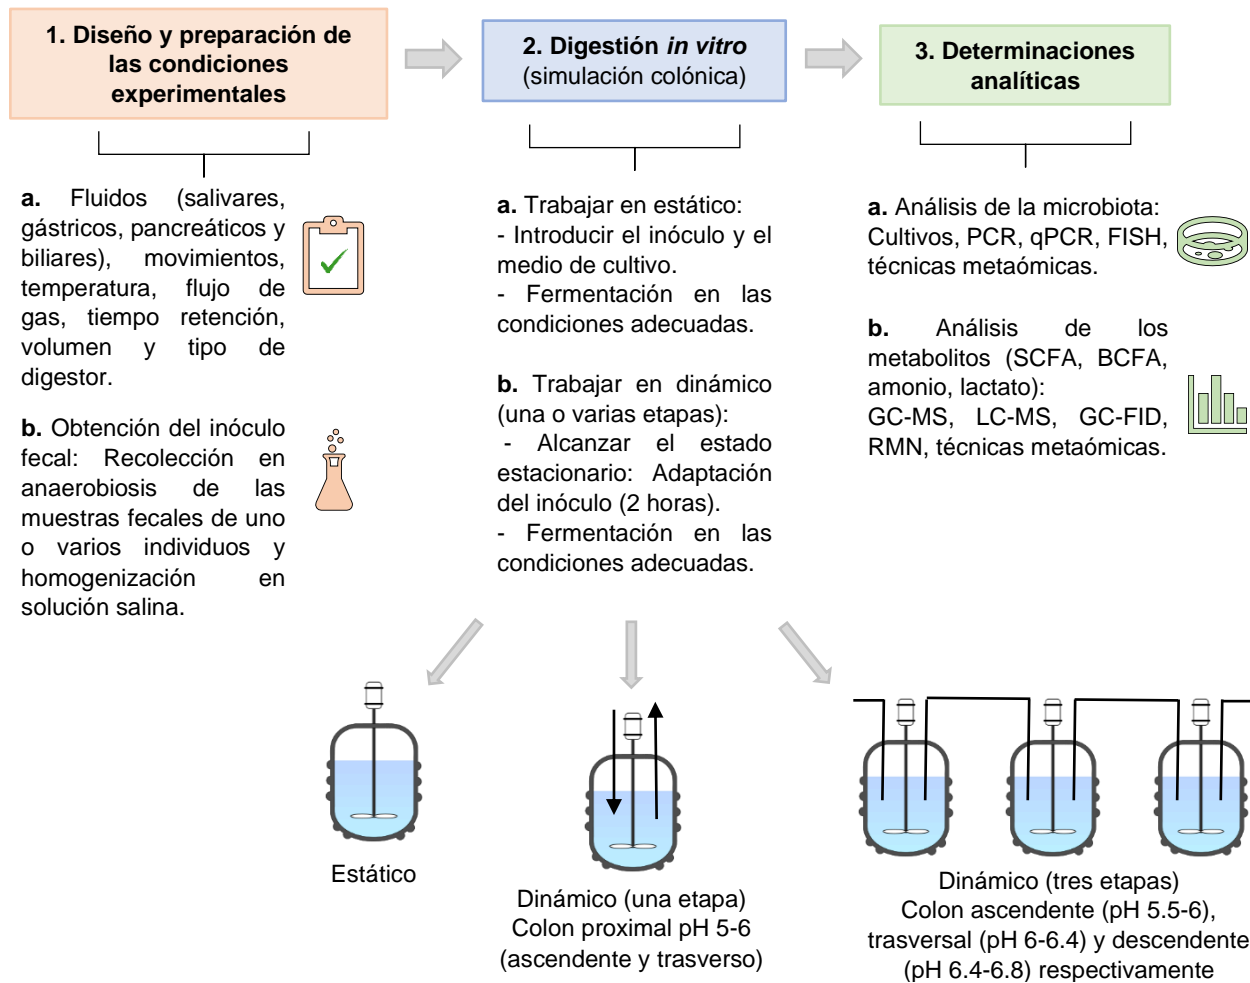 1. Diseño y preparación de
las condiciones
experimentales
2. Digestión in vitro
(simulación colónica)
3. Determinaciones
analíticas
a. Fluidos (salivares,
gástricos, pancreáticos y
biliares), movimientos,
temperatura, flujo de
gas, tiempo retención,
volumen y tipo de
digestor.
b. Obtención del inóculo
fecal: Recolección en
anaerobiosis de las
muestras fecales de uno
o varios individuos y
homogenización en
solución salina.
a. Trabajar en estático:
- Introducir el inóculo y el
medio de cultivo.
- Fermentación en las
condiciones adecuadas.
b. Trabajar en dinámico
(una o varias etapas):
- Alcanzar el estado
estacionario: Adaptación
del inóculo (2 horas).
- Fermentación en las
condiciones adecuadas.
a. Análisis de la microbiota:
Cultivos, PCR, qPCR, FISH,
técnicas metaómicas.
b. Análisis de los
metabolitos (SCFA, BCFA,
amonio, lactato):
GC-MS, LC-MS, GC-FID,
RMN, técnicas metaómicas.
Estático
Dinámico (una etapa)
Colon proximal pH 5-6
(ascendente y trasverso)
Dinámico (tres etapas)
Colon ascendente (pH 5.5-6),
trasversal (pH 6-6.4) y descendente
(pH 6.4-6.8) respectivamente